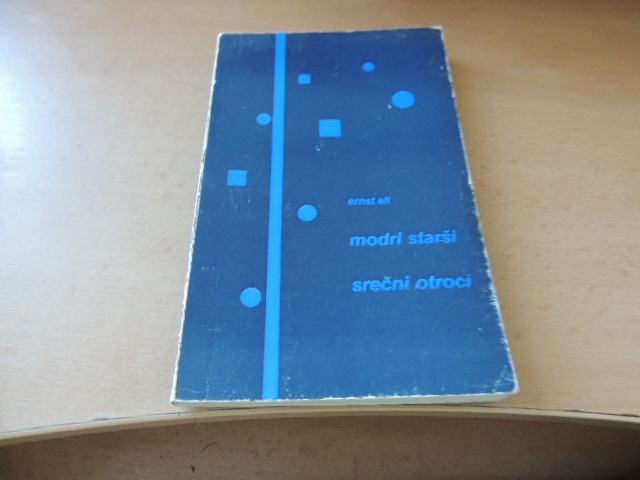 ernst ell
modri starši
srečni otroci